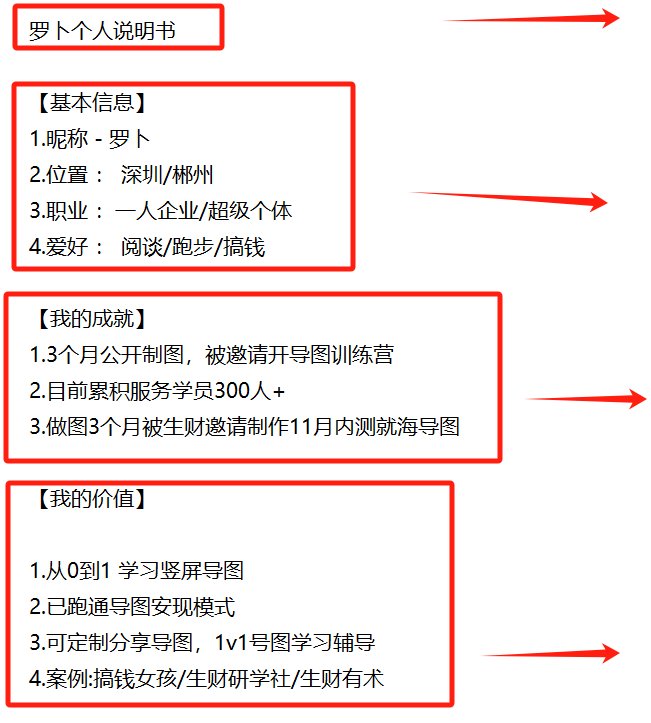 罗卜个人说明书
【基本信息】
1.昵称 - 罗卜
2.位置： 深圳/郴州
3.职业：一人企业/超级个体
4.爱好： 阅谈/跑步/搞钱
【我的成就】
1.3个月公开制图，被邀请开导图训练营
2.目前累积服务学员300人+
3.做图3个月被生财邀请制作11月内测就海导图
【我的价值】
1.从0到1 学习竖屏导图
2.已跑通导图安现模式
3.可定制分享导图，1v1号图学习辅导
4.案例:搞钱女孩/生财研学社/生财有术